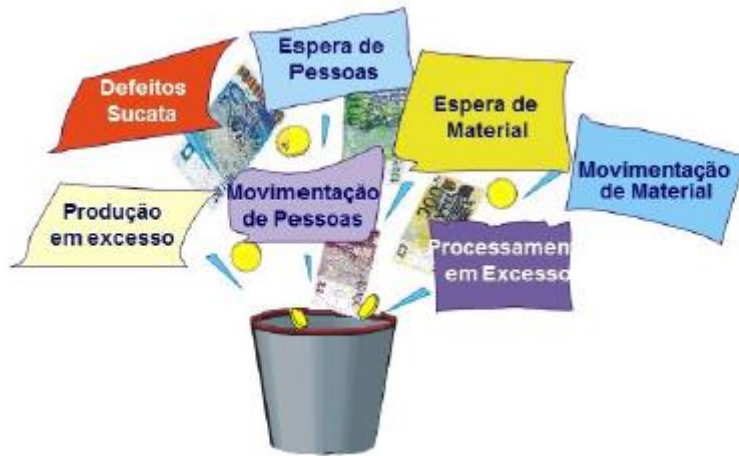 Defeitos
Sucata
Espera de
Pessoas
Espera de
Material
Movimentação
de Material
Produção
em excesso
Movimentação
de Pessoas
Processament
em Excesso